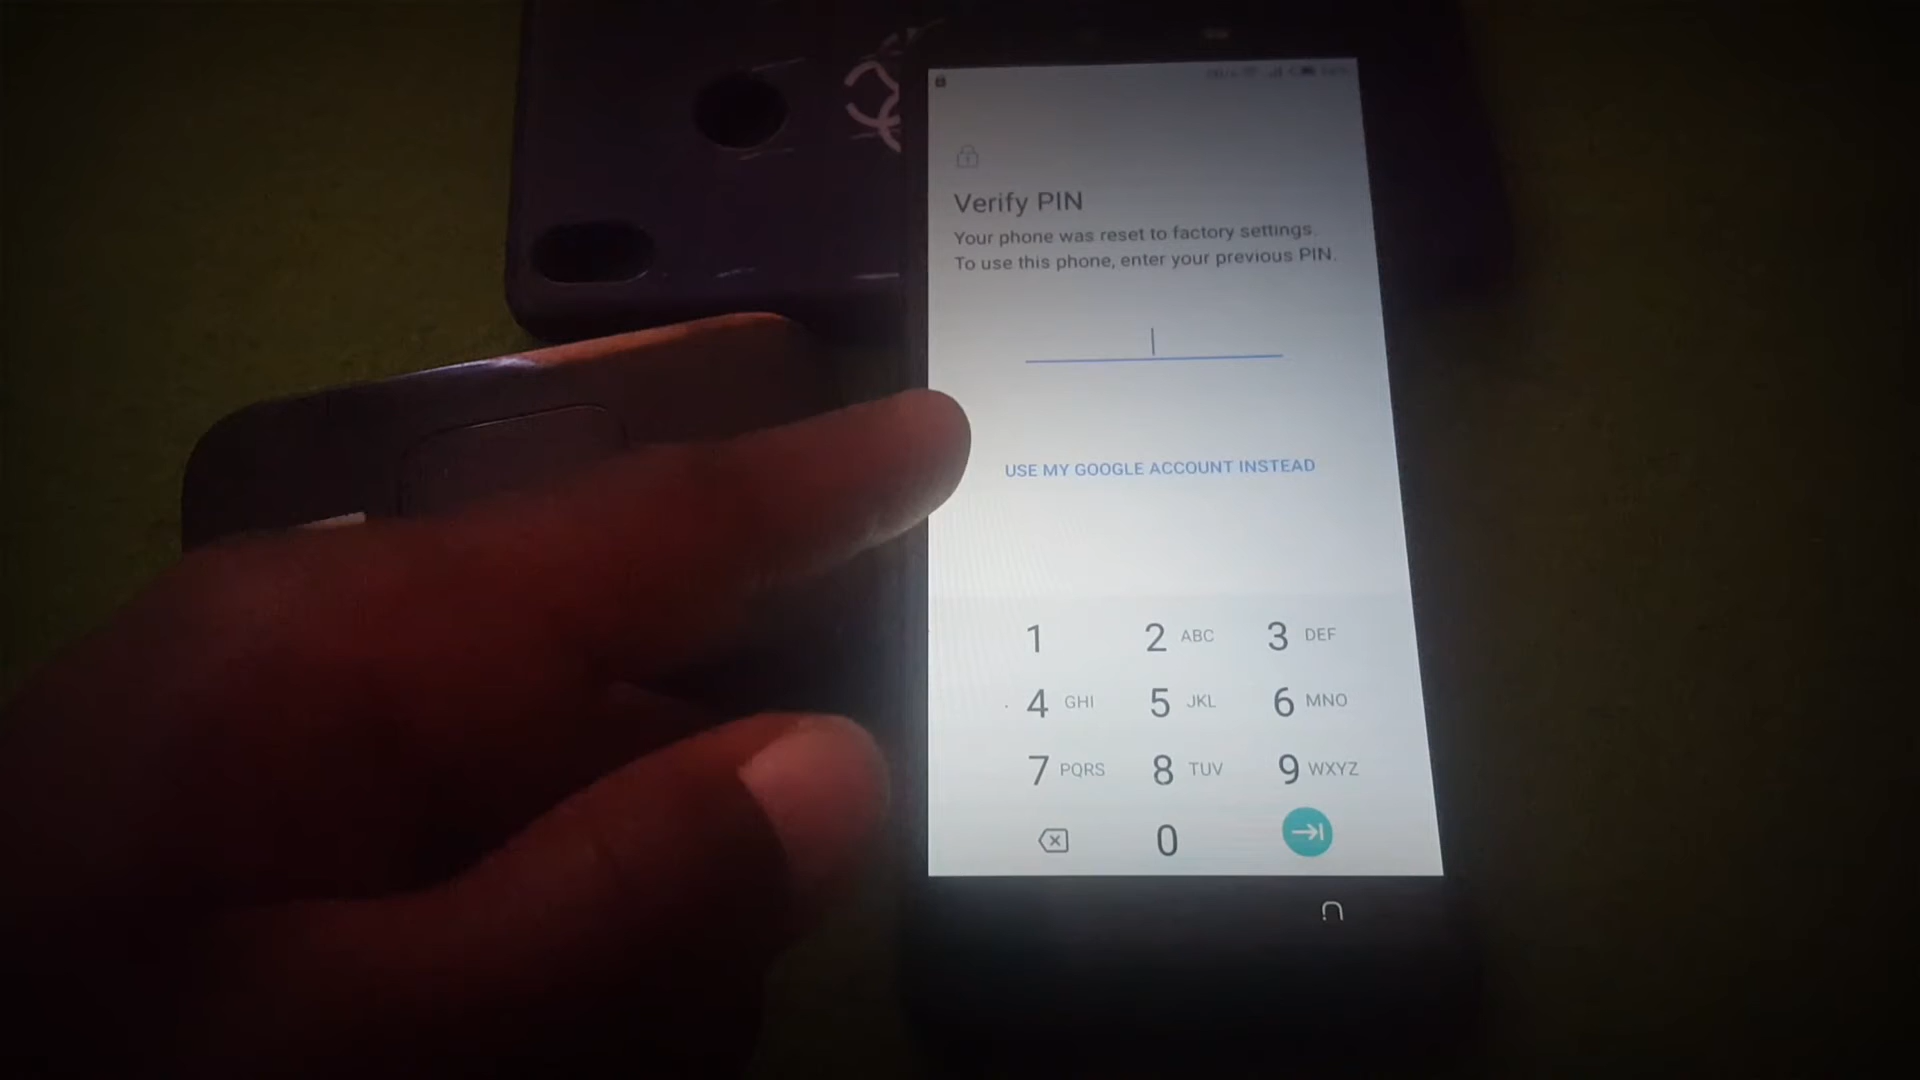 Verify PIN
Your phone was reset to factory settings.
To use this phone, enter your previous PIN.
USE MY GOOGLE ACCOUNT INSTEAD
1 2 ABC 3 DEF
4 GHI 5 JKL 6 MNO
7 PQRS 8 TUV 9 WXYZ
0